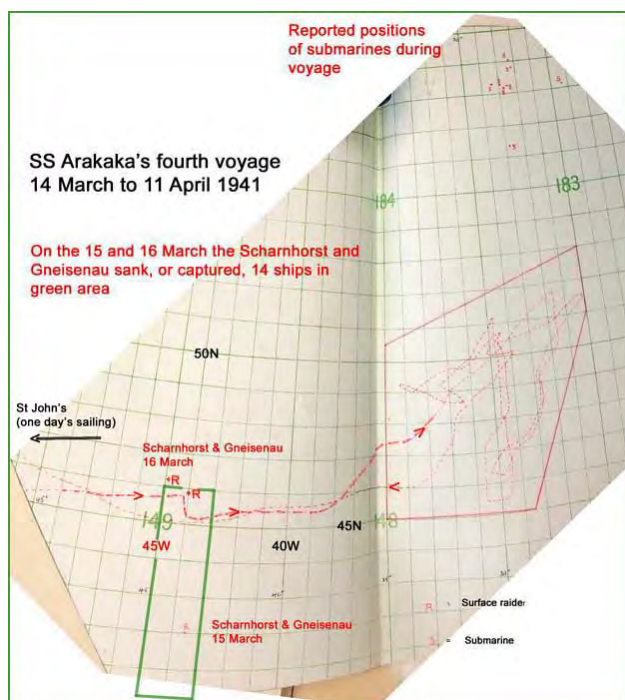 Reported positions
of submarines during
voyage
SS Arakaka's fourth voyage
14 March to 11 April 1941
184
183
On the 15 and 16 March the Scharnhorst and
Gneisenau sank, or captured, 14 ships in
green area
50N
St John's
(one day's sailing)
Scharnhorst & Gneisenau
16 March
R
R
149
45N
148
45W
40W
R
Surface raider
Scharnhorst & Gneisenau
15 March
S = Submarine